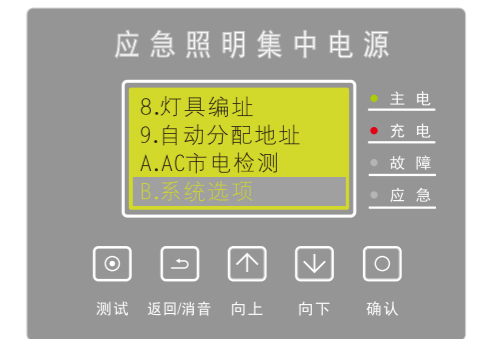 应急照明集中电源
8.灯具编址
9.自动分配地址
A.AC市电检测
B.系统选项
主电
充电
故障
应急
测试 返回/消音 向上 向下 确认